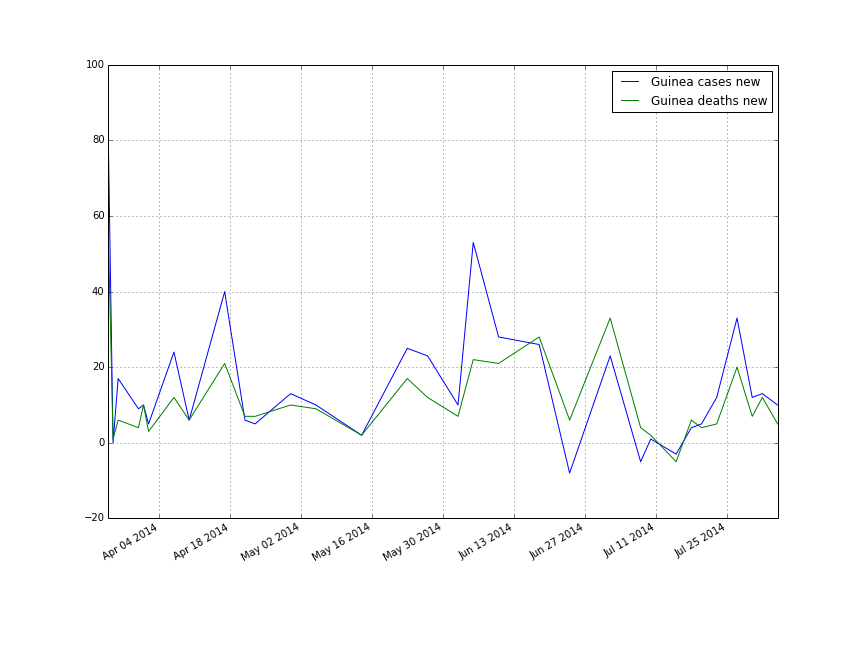 100
80
60
40
20
0
−20
Guinea cases new
Guinea deaths new
Apr 04 2014
Apr 18 2014
May 02 2014
May 16 2014
May 30 2014
Jun 13 2014
Jun 27 2014
Jul 11 2014
Jul 25 2014